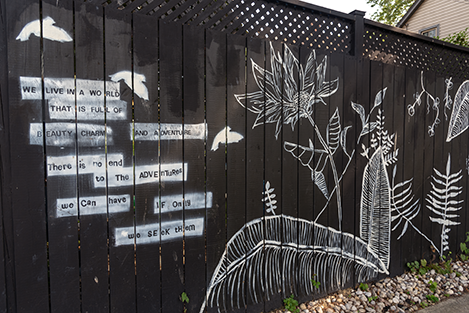 WE LIVE IN A WORLD
THAT IS FULL OF
BEAUTY CHARM AND ADVENTURE
There is no end
to The ADVENTURES
we Can have IF ONLY
we SEEK them